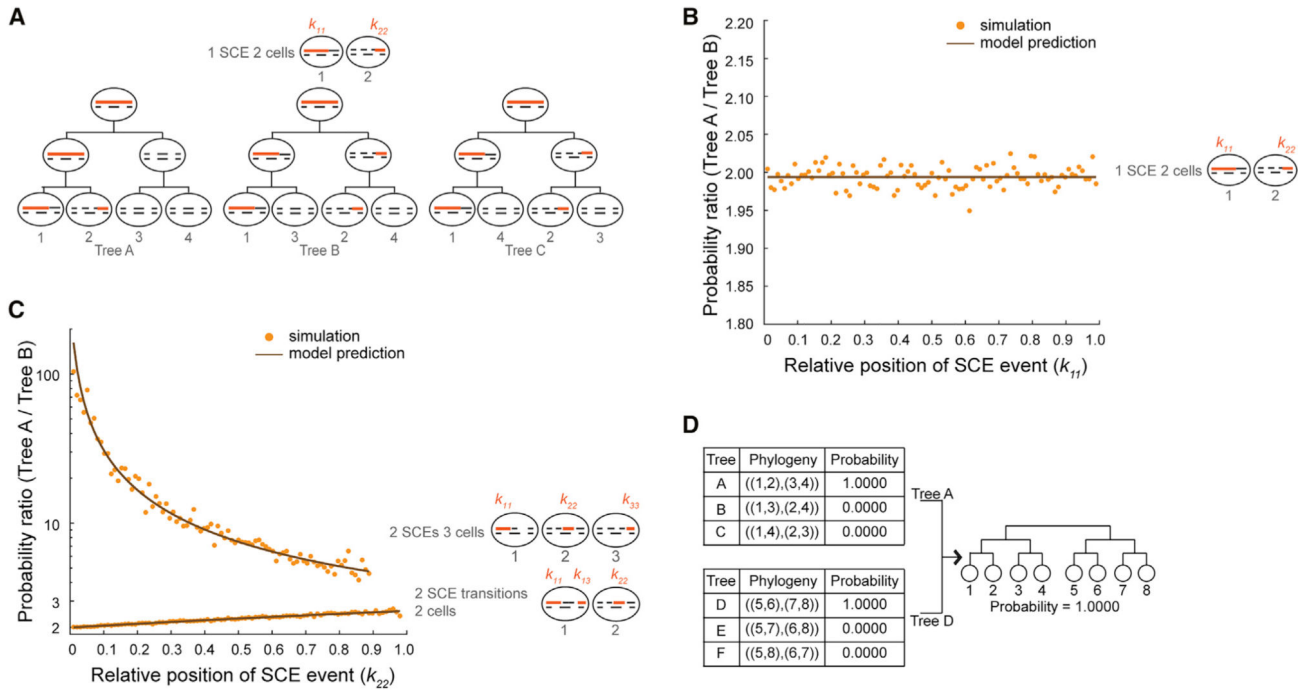 A
k11 k22
1 SCE 2 cells
1 2
1 2 3 4
Tree A
1 3 2 4
Tree B
1 4 2 3
Tree C
B
simulation
model prediction
Probability ratio (Tree A / Tree B)
2.20
2.15
2.10
2.05
2.00
1.95
1.90
1.85
1.80
0 0.1 0.2 0.3 0.4 0.5 0.6 0.7 0.8 0.9 1.0
Relative position of SCE event (k11)
k11 k22
1 SCE 2 cells
1 2
C
simulation
model prediction
Probability ratio (Tree A / Tree B)
100
10
3
2
0 0.1 0.2 0.3 0.4 0.5 0.6 0.7 0.8 0.9 1.0
Relative position of SCE event (k22)
k11 k22 k33
2 SCEs 3 cells
1 2 3
k11 k13 k22
2 SCE transitions
2 cells
1 2
D
Tree Phylogeny Probability
A ((1,2),(3,4)) 1.0000
B ((1,3),(2,4)) 0.0000
C ((1,4),(2,3)) 0.0000
Tree A
Tree Phylogeny Probability
D ((5,6),(7,8)) 1.0000
E ((5,7),(6,8)) 0.0000
F ((5,8),(6,7)) 0.0000
Tree D
1 2 3 4 5 6 7 8
Probability = 1.0000